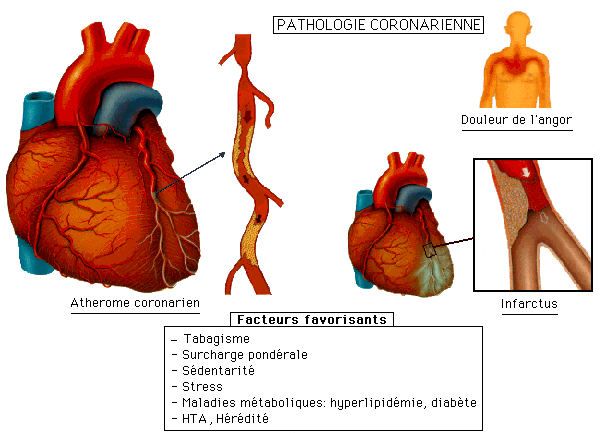 PATHOLOGIE CORONARIENNE
Douleur de l'angor
Atherome coronarien
Infarctus
Facteurs favorisants
- Tabagisme
- Surcharge pondérale
- Sédentarité
- Stress
- Maladies métaboliques: hyperlipidémie, diabète
- HTA, Hérédité